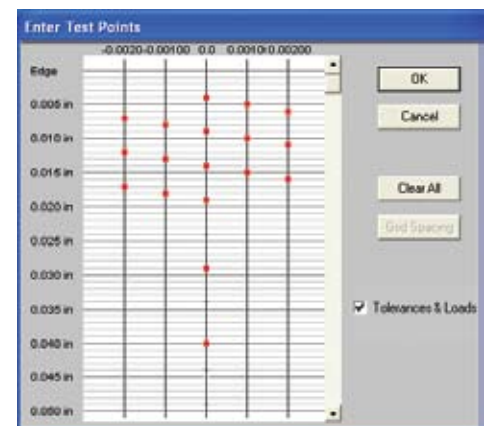 Enter Test Points
-0.0020 -0.00100 0.0 0.0010 0.00200
Edge
0.005 in
0.010 in
0.015 in
0.020 in
0.025 in
0.030 in
0.035 in
0.040 in
0.045 in
0.050 in
OK
Cancel
Clear All
Grid Spacing
Tolerances & Loads